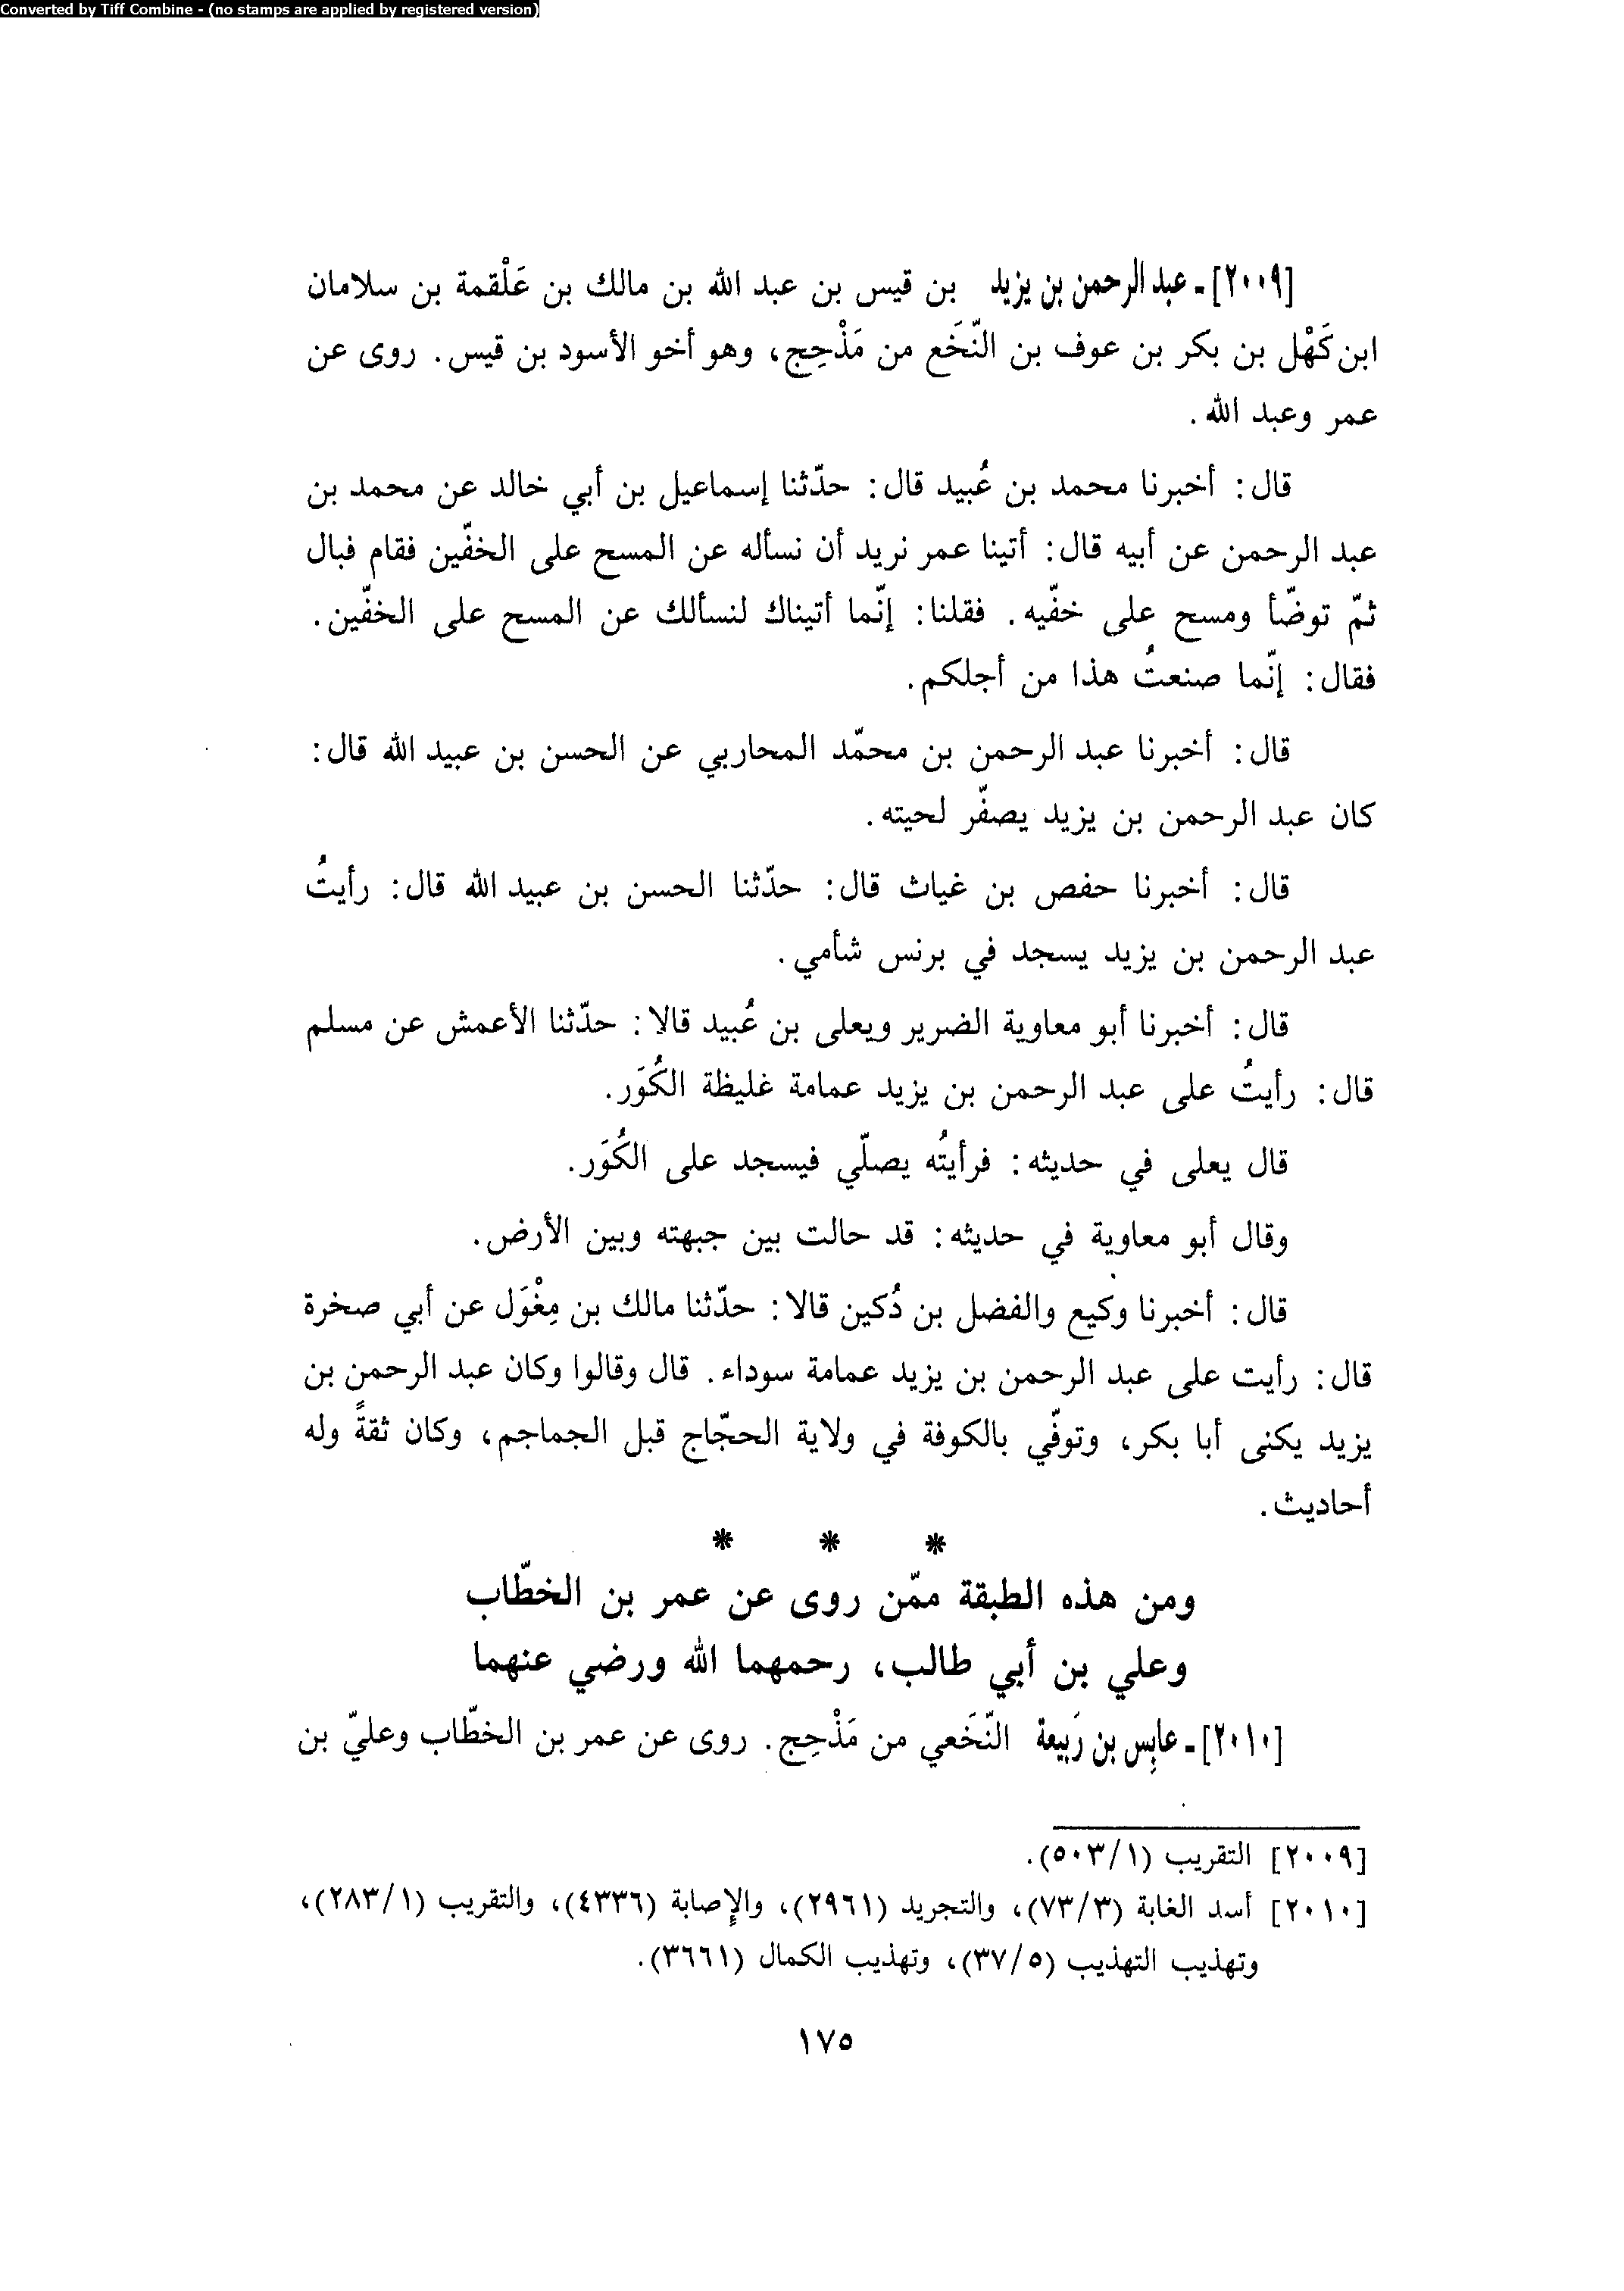 Converted by Tiff Combine - (no stamps are applied by registered version)
[٢٠٠٩] ـ عبد الرحمن بن يزيد بن قيس بن عبد الله بن مالك بن عَلْقمة بن سلامان
ابن كَهْل بن بكر بن عوف بن النّخَع من مَذْحِج، وهو أخو الأسود بن قيس. روى عن
عمر وعبد الله.
قال: أخبرنا محمد بن عُبيد قال: حدّثنا إسماعيل بن أبي خالد عن محمد بن
عبد الرحمن عن أبيه قال: أتينا عمر نريد أن نسأله عن المسح على الخفّين فقام فبال
ثمّ توضّأ ومسح على خفّيه. فقلنا: إنّما أتيناك لنسألك عن المسح على الخفّين.
فقال: إنّما صنعتُ هذا من أجلكم.
قال: أخبرنا عبد الرحمن بن محمّد المحاربي عن الحسن بن عبيد الله قال:
كان عبد الرحمن بن يزيد يصفّر لحيته.
قال: أخبرنا حفص بن غياث قال: حدّثنا الحسن بن عبيد الله قال: رأيتُ
عبد الرحمن بن يزيد يسجد في برنس شأمي.
قال: أخبرنا أبو معاوية الضرير ويعلى بن عُبيد قالا: حدّثنا الأعمش عن مسلم
قال: رأيتُ على عبد الرحمن بن يزيد عمامة غليظة الكُوَر.
قال يعلى في حديثه: فرأيتُه يصلّي فيسجد على الكُوَر.
وقال أبو معاوية في حديثه: قد حالت بين جبهته وبين الأرض.
قال: أخبرنا وكيع والفضل بن دُكين قالا: حدّثنا مالك بن مِغْوَل عن أبي صخرة
قال: رأيت على عبد الرحمن بن يزيد عمامة سوداء. قال وقالوا وكان عبد الرحمن بن
يزيد يكنى أبا بكر، وتوفّي بالكوفة في ولاية الحجّاج قبل الجماجم، وكان ثقةً وله
أحاديث.
* * *
ومن هذه الطبقة ممّن روى عن عمر بن الخطّاب
وعلي بن أبي طالب، رحمهما الله ورضي عنهما
[٢٠١٠] ـ عابِس بن رَبيعة النّخَعي من مَذْحِج. روى عن عمر بن الخطّاب وعليّ بن
[٢٠٠٩] التقريب (٥٠٣/١).
[٢٠١٠] أسد الغابة (٧٣/٣)، والتجريد (٢٩٦١)، والإصابة (٤٣٣٦)، والتقريب (٢٨٣/١)،
وتهذيب التهذيب (٣٧/٥)، وتهذيب الكمال (٣٦٦١).
١٧٥